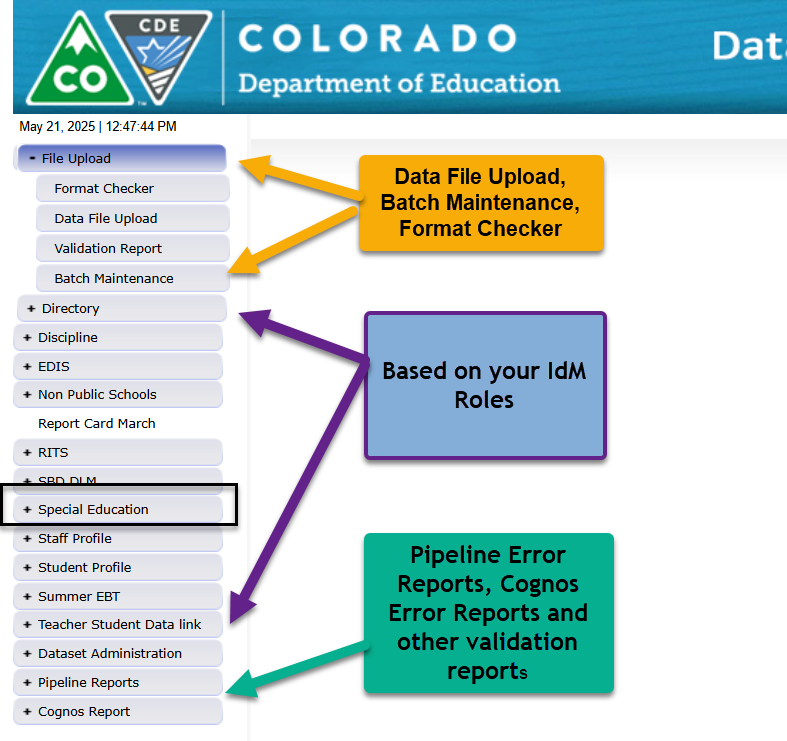 CDE
CO
TM
COLORADO
Department of Education
Dat
May 21, 2025 | 12:47:44 PM
- File Upload
Format Checker
Data File Upload
Validation Report
Batch Maintenance
+ Directory
+ Discipline
+ EDIS
+ Non Public Schools
Report Card March
+ RITS
+ SBD DLM
+ Special Education
+ Staff Profile
+ Student Profile
+ Summer EBT
+ Teacher Student Data link
+ Dataset Administration
+ Pipeline Reports
+ Cognos Report
Data File Upload,
Batch Maintenance,
Format Checker
Based on your IdM
Roles
Pipeline Error
Reports, Cognos
Error Reports and
other validation
reports